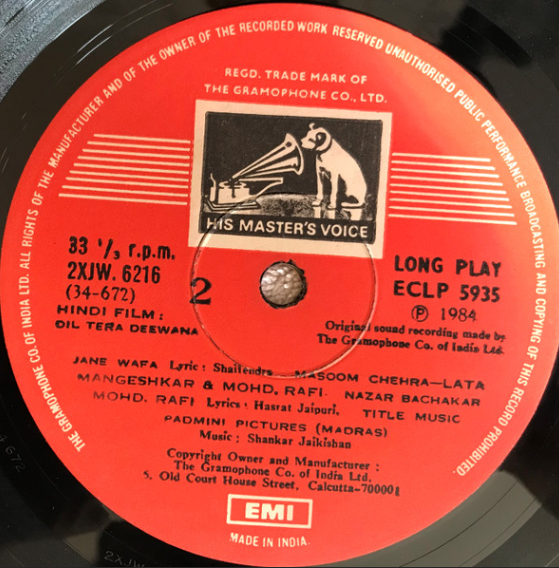 THE GRAMOPHONE CO. OF INDIA LTD. ALL RIGHTS OF THE MANUFACTURER AND OF THE OWNER OF THE RECORDED WORK RESERVED UNAUTHORISED PUBLIC PERFORMANCE BROADCASTING AND COPYING OF THIS RECORD PROHIBITED.
REGD. TRADE MARK OF
THE GRAMOPHONE CO., LTD.
HIS MASTER'S VOICE
33 1/3 r.p.m.
2XJW. 6216
(34-672)
2
HINDI FILM :
DIL TERA DEEWANA
LONG PLAY
ECLP 5935
Ⓟ 1984
Original sound recording made by
The Gramophone Co. of India Ltd.
JANE WAFA Lyric : Shailendra MASOOM CHEHRA—LATA
MANGESHKAR & MOHD. RAFI. NAZAR BACHAKAR
MOHD. RAFI Lyrics : Hasrat Jaipuri, TITLE MUSIC
PADMINI PICTURES (MADRAS)
Music : Shankar Jaikishan
Copyright Owner and Manufacturer :
The Gramophone Co. of India Ltd.
5, Old Court House Street, Calcutta-700001
EMI
MADE IN INDIA.
672
2XJW